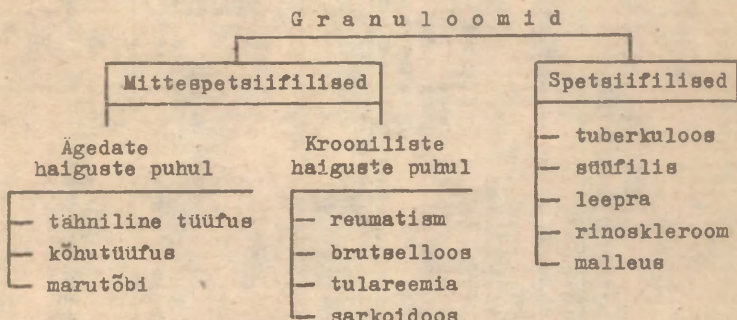 Granuloomid
Mittespetsiifilised
Spetsiifilised
Ägedate
haiguste puhul
tähniline tüüfus
kõhutüüfus
marutõbi
Krooniliste
haiguste puhul
reumatism
brutselloos
tulareemia
sarkoidoos
tuberkuloos
süüfilis
leepra
rinoskleroom
malleus